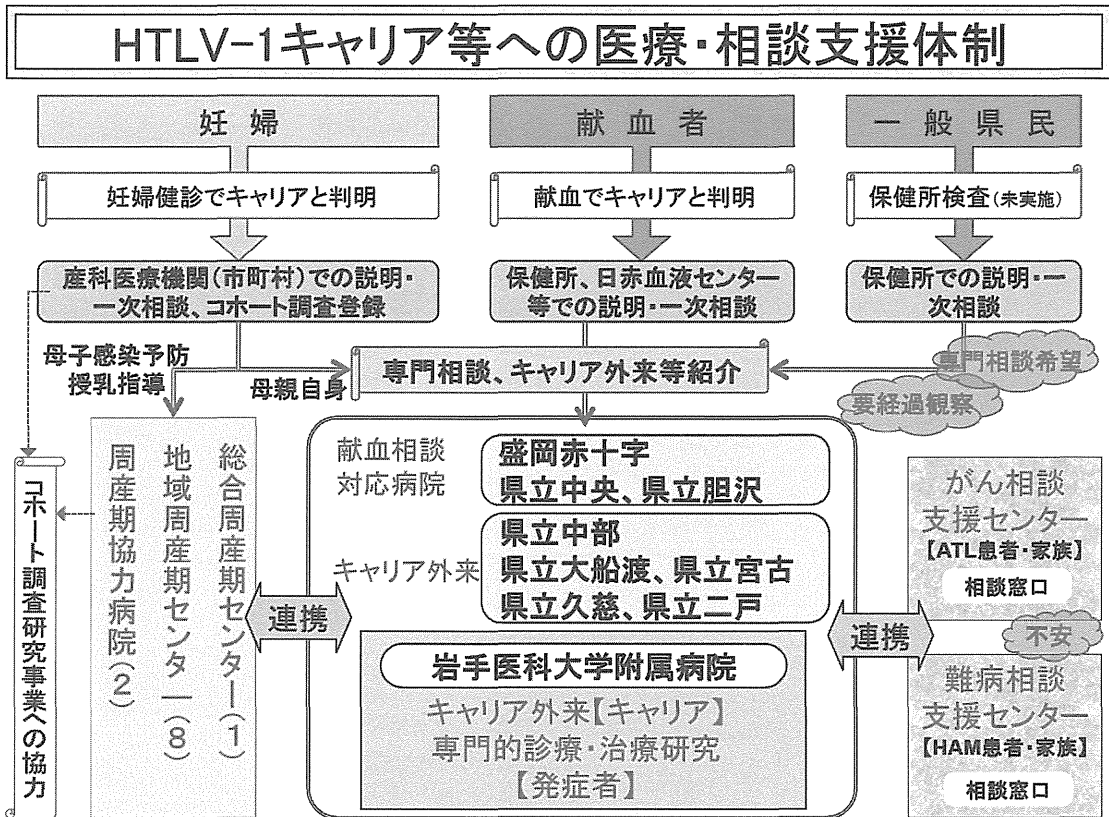 HTLV-1キャリア等への医療・相談支援体制
妊婦
献血者
一般県民
妊婦健診でキャリアと判明
献血でキャリアと判明
保健所検査(未実施)
産科医療機関(市町村)での説明・
一次相談、コホート調査登録
保健所、日赤血液センター
等での説明・一次相談
保健所での説明・一
次相談
母子感染予防
授乳指導
母親自身
専門相談、キャリア外来等紹介
専門相談希望
要経過観察
コホート調査研究事業への協力
総合周産期センター(1)
地域周産期センター(8)
周産期協力病院(2)
連携
献血相談
対応病院
盛岡赤十字
県立中央、県立胆沢
キャリア外来
県立中部
県立大船渡、県立宮古
県立久慈、県立二戸
岩手医科大学附属病院
キャリア外来【キャリア】
専門的診療・治療研究
【発症者】
連携
がん相談
支援センター
【ATL患者・家族】
相談窓口
不安
難病相談
支援センター
【HAM患者・家族】
相談窓口